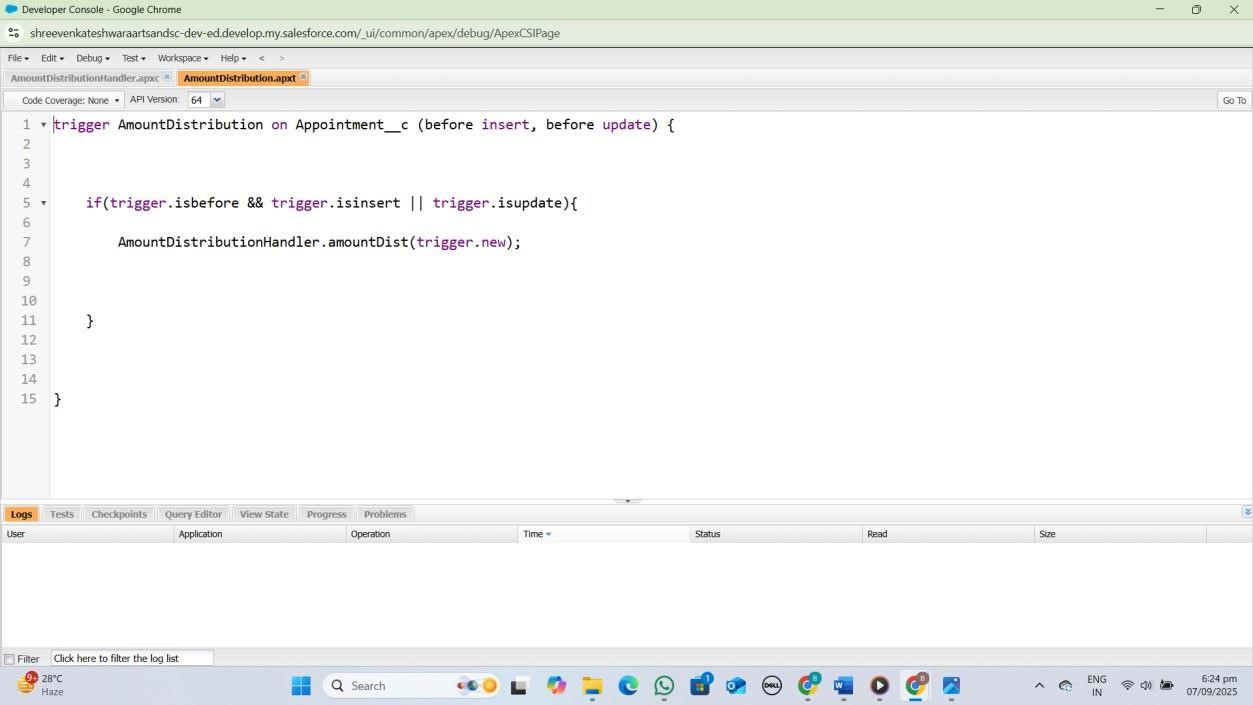 Developer Console - Google Chrome
shreevenkateshwaraartsandsc-dev-ed.develop.my.salesforce.com/_ui/common/apex/debug/ApexCSIPage
File Edit Debug Test Workspace Help < >
AmountDistributionHandler.apxc AmountDistribution.apxt
Code Coverage: None API Version: 64 Go To
1 trigger AmountDistribution on Appointment__c (before insert, before update) {
2
3
4
5 if(trigger.isbefore && trigger.isinsert || trigger.isupdate){
6
7 AmountDistributionHandler.amountDist(trigger.new);
8
9
10
11 }
12
13
14
15 }
Logs Tests Checkpoints Query Editor View State Progress Problems
User Application Operation Time Status Read Size
Filter Click here to filter the log list
9+ 28°C Search DELL 1 B W B ENG 6:24 pm
Haze IN 07/09/2025